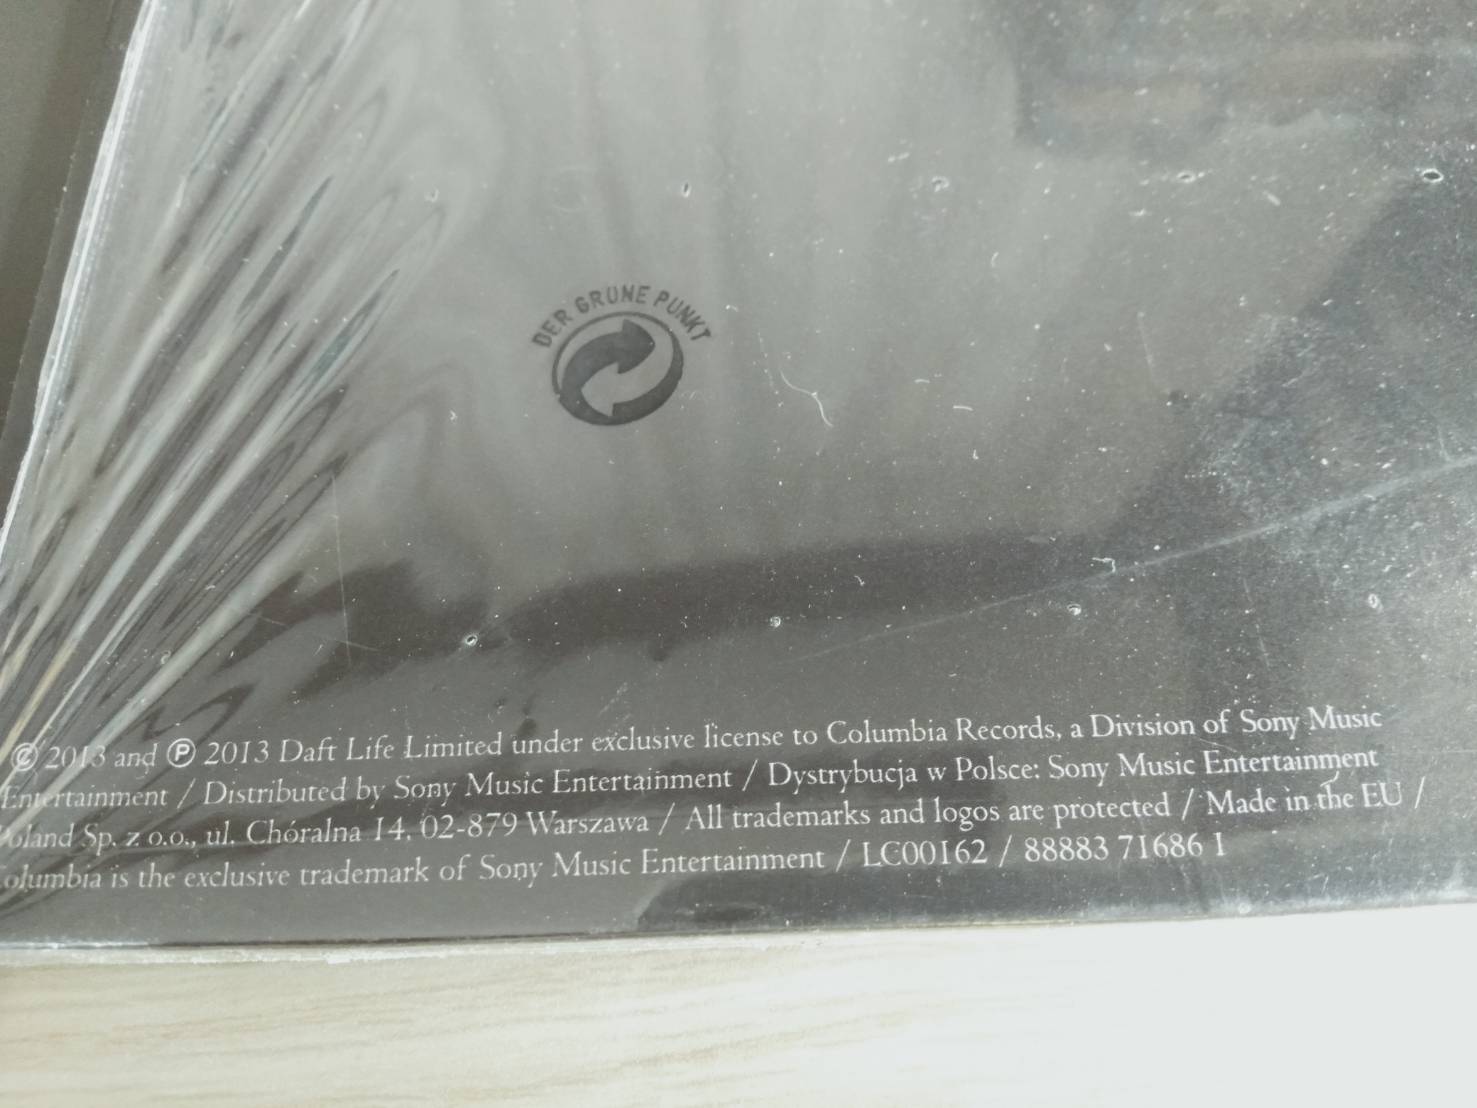 DER GRÜNE PUNKT
© 2013 and ℗ 2013 Daft Life Limited under exclusive license to Columbia Records, a Division of Sony Music
Entertainment / Distributed by Sony Music Entertainment / Dystrybucja w Polsce: Sony Music Entertainment
Poland Sp. z o.o., ul. Chóralna 14, 02-879 Warszawa / All trademarks and logos are protected / Made in the EU /
Columbia is the exclusive trademark of Sony Music Entertainment / LC00162 / 88883 71686 1